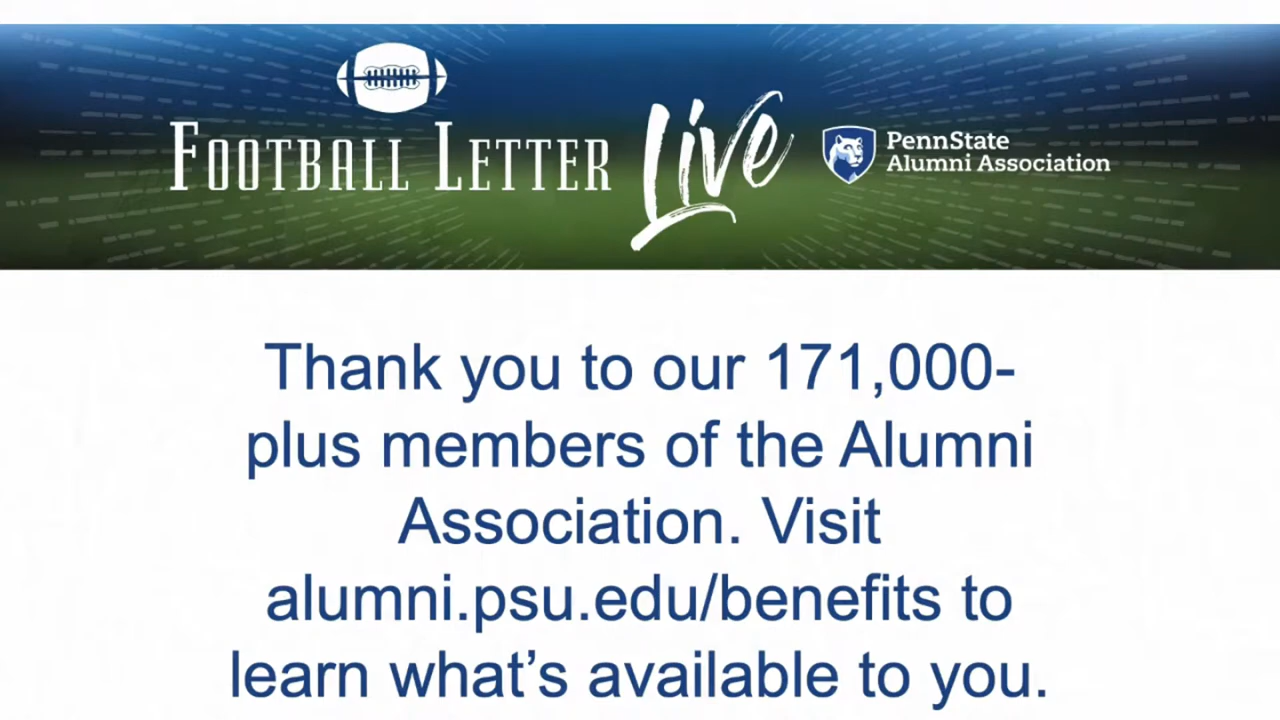 FOOTBALL LETTER Live
PennState
Alumni Association
Thank you to our 171,000-
plus members of the Alumni
Association. Visit
alumni.psu.edu/benefits to
learn what’s available to you.